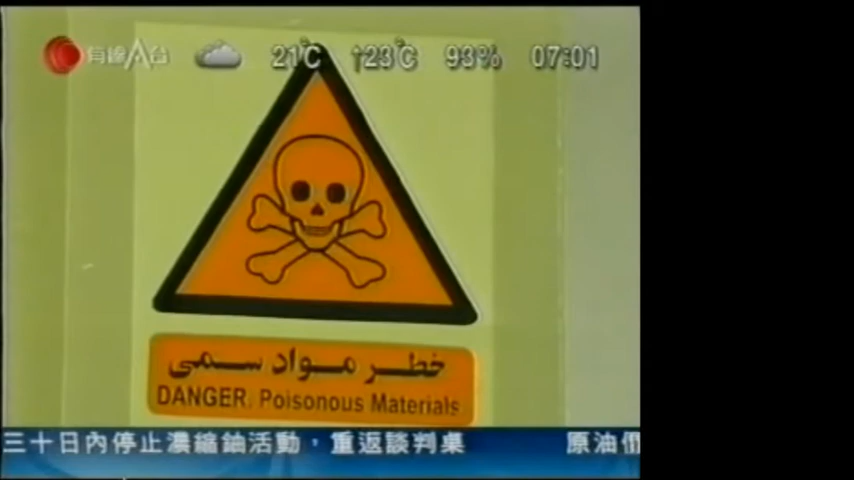 有線 A台 21℃ ↑23℃ 93% 07:01
خطر مواد سمی
DANGER. Poisonous Materials
三十日內停止濃縮鈾活動，重返談判桌 原油價